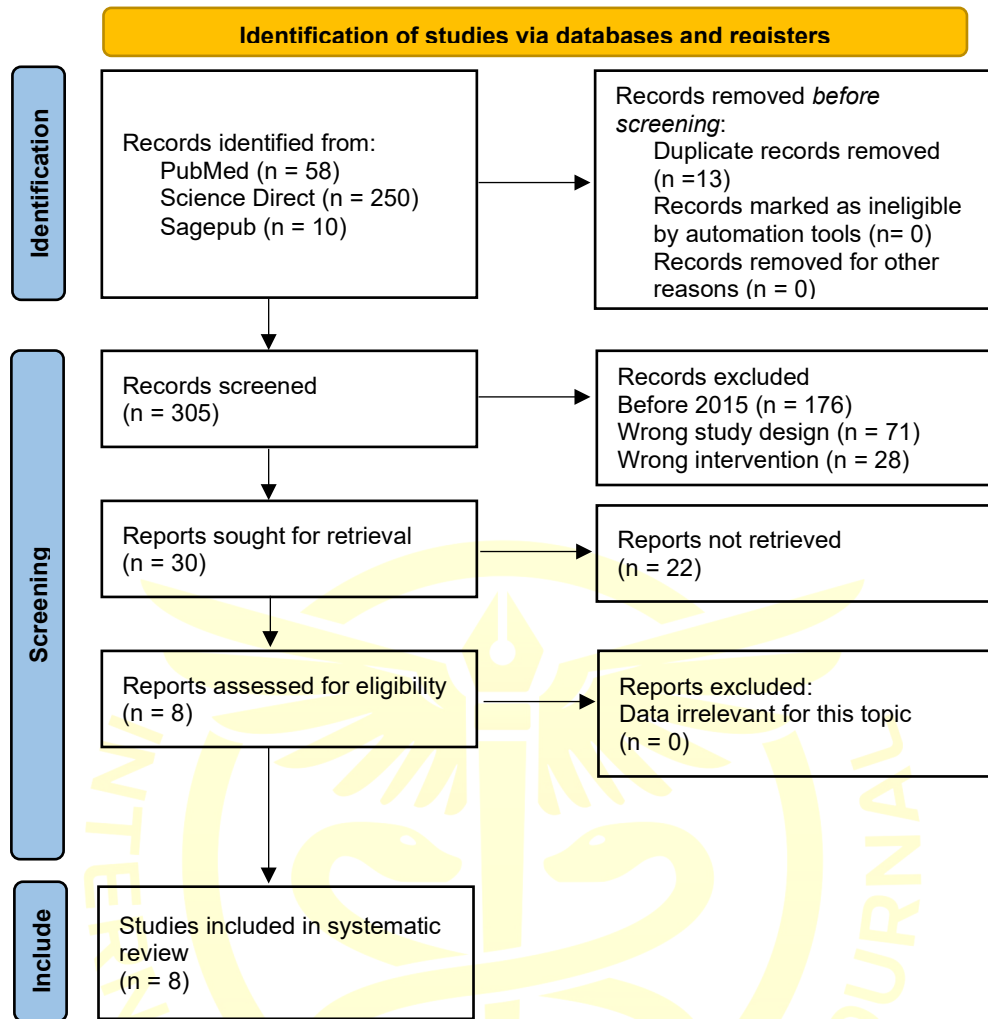 Identification of studies via databases and registers
Identification
Records identified from:
PubMed (n = 58)
Science Direct (n = 250)
Sagepub (n = 10)
Records removed before
screening:
Duplicate records removed
(n =13)
Records marked as ineligible
by automation tools (n= 0)
Records removed for other
reasons (n = 0)
Screening
Records screened
(n = 305)
Records excluded
Before 2015 (n = 176)
Wrong study design (n = 71)
Wrong intervention (n = 28)
Reports sought for retrieval
(n = 30)
Reports not retrieved
(n = 22)
Reports assessed for eligibility
(n = 8)
Reports excluded:
Data irrelevant for this topic
(n = 0)
Include
Studies included in systematic
review
(n = 8)
INTERN
OURNAL